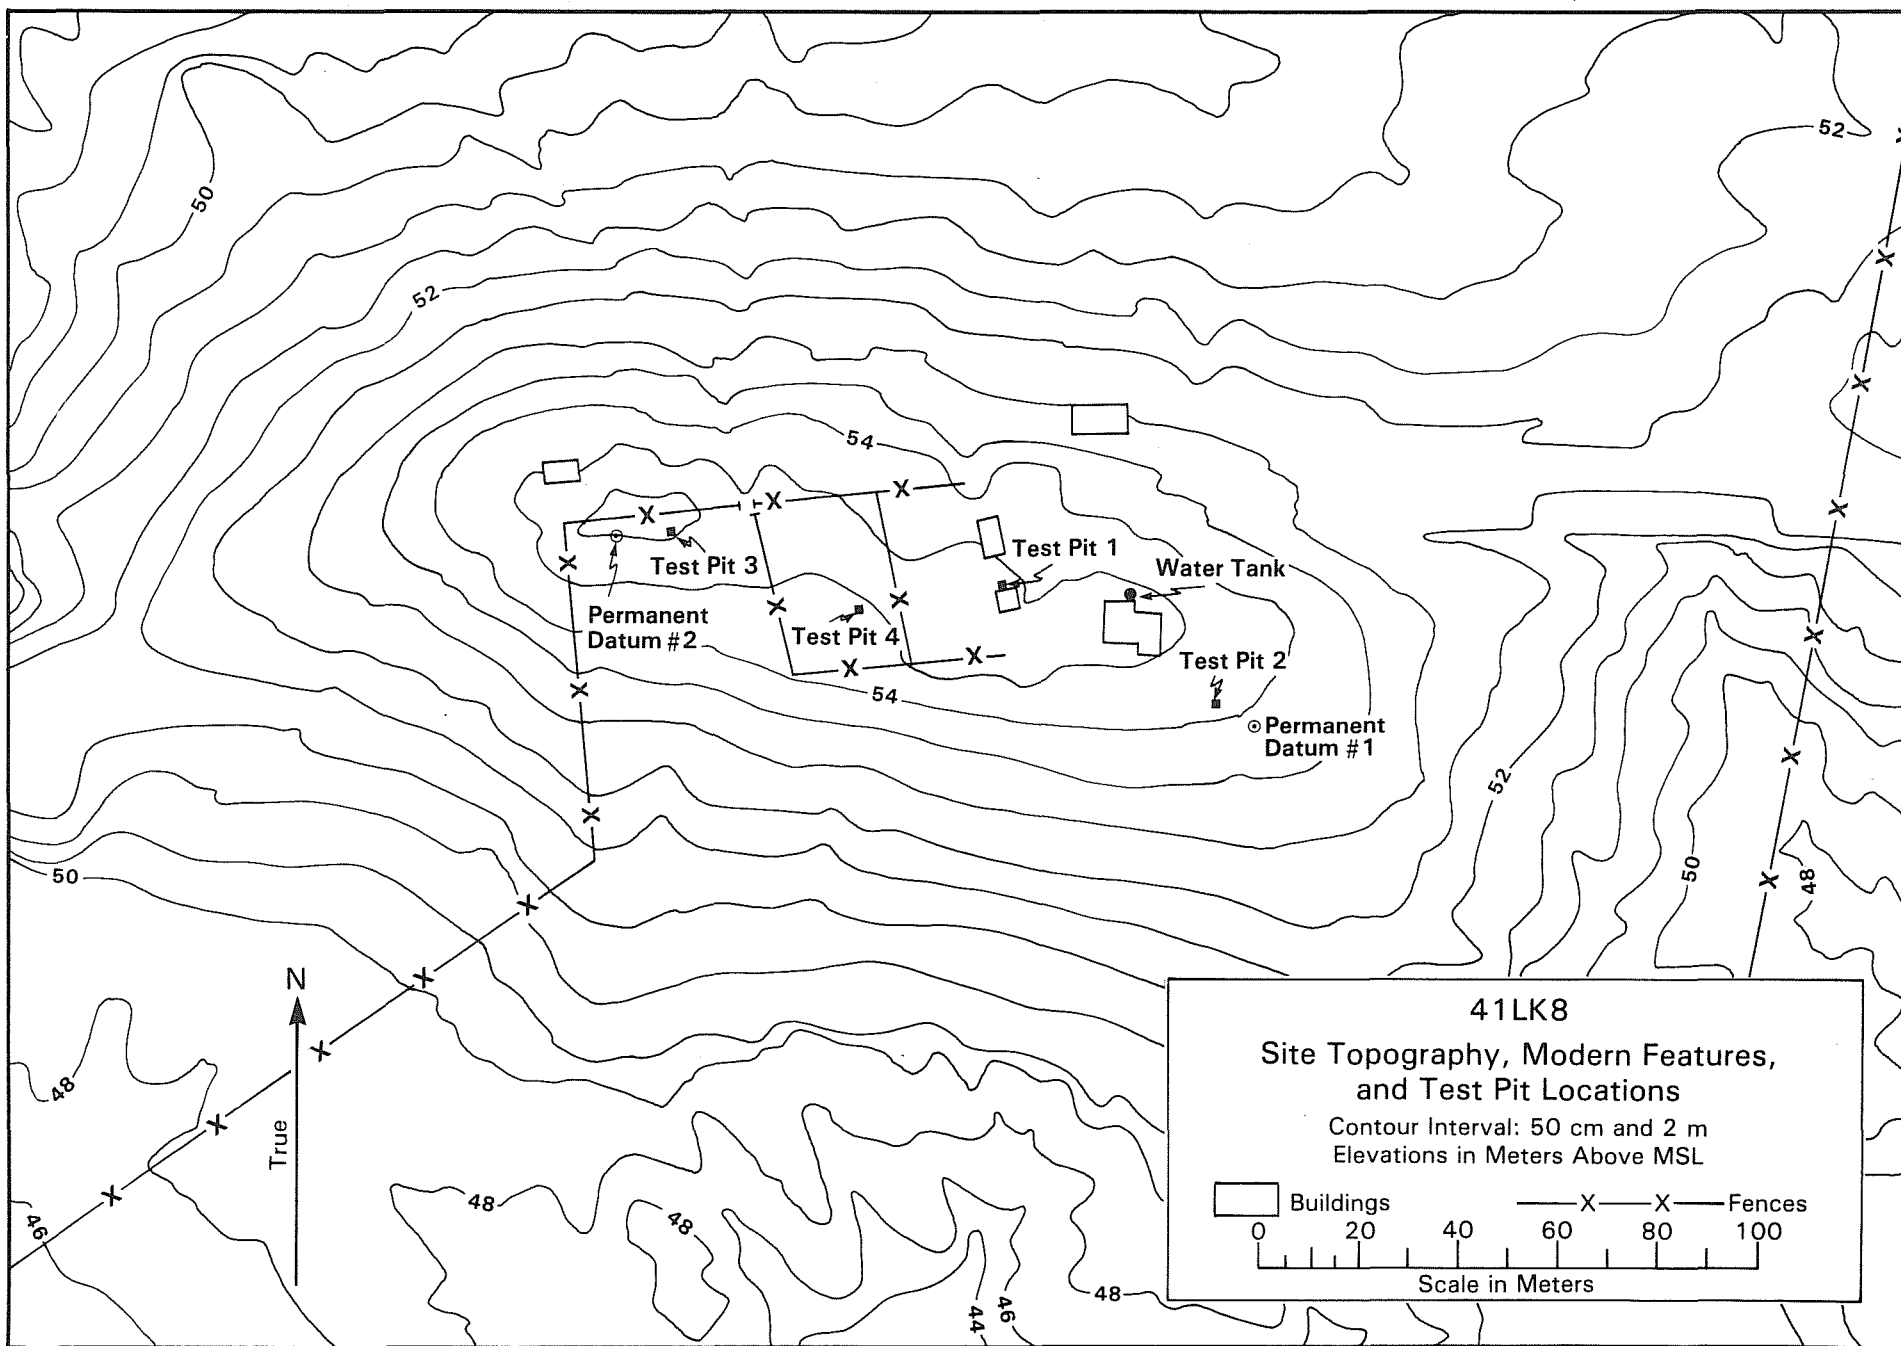 52
50
52
54
Test Pit 3
Test Pit 1
Water Tank
Permanent
Datum #2
Test Pit 4
Test Pit 2
54
Permanent
Datum #1
52
50
50
48
N
True
48
46
48
48
48
46
44
41LK8
Site Topography, Modern Features,
and Test Pit Locations
Contour Interval: 50 cm and 2 m
Elevations in Meters Above MSL
Buildings
X X Fences
0 20 40 60 80 100
Scale in Meters